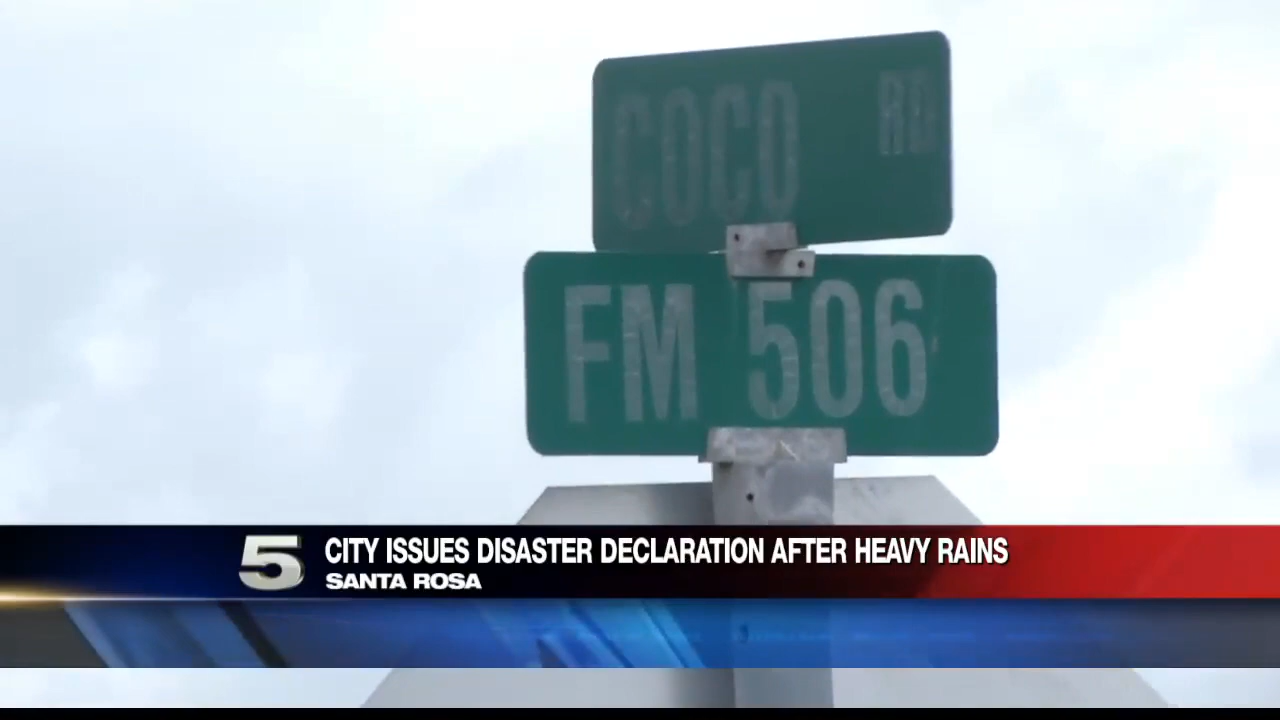 COCO RD
FM 506
5 CITY ISSUES DISASTER DECLARATION AFTER HEAVY RAINS
SANTA ROSA